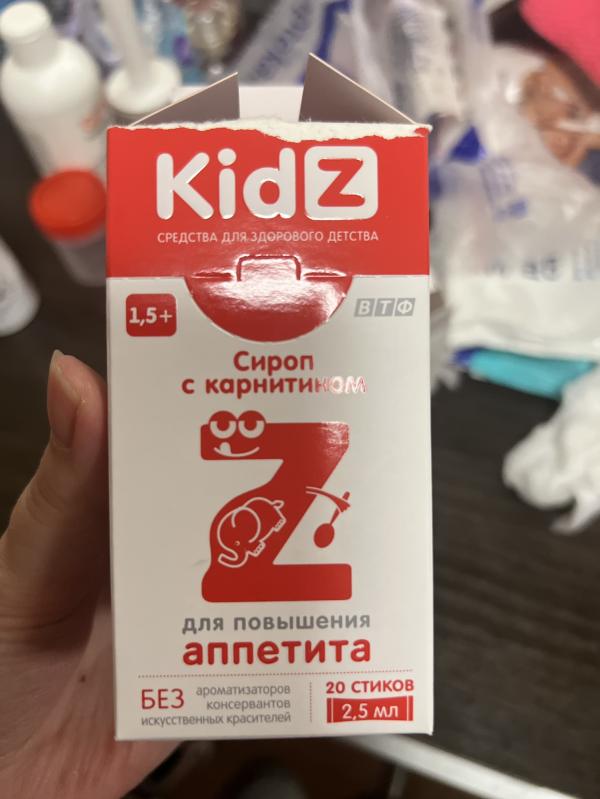 KidZ
СРЕДСТВА ДЛЯ ЗДОРОВОГО ДЕТСТВА
1,5+
ВТФ
Сироп
с карнитином
Z
для повышения
аппетита
БЕЗ ароматизаторов
консервантов
искусственных красителей
20 СТИКОВ
2,5 мл